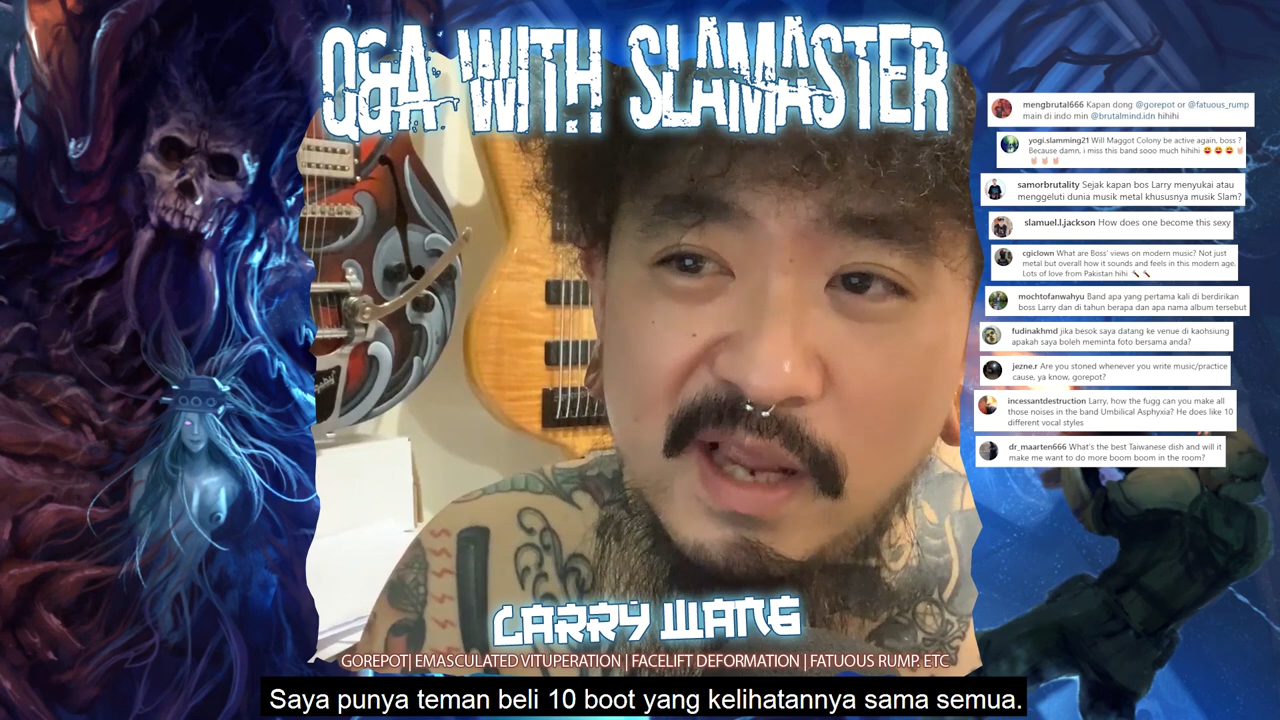 Q&A WITH SLAMASTER
mengbrutal666 Kapan dong @gorepot or @fatuous_rump
main di indo min @brutalmind.idn hihihi
yogi.slamming21 Will Maggot Colony be active again, boss ?
Because damn, i miss this band sooo much hihihi 😍 😍 😍 🤘🏻
🤘🏻 🤘🏻 🤘🏻
samorbrutality Sejak kapan bos Larry menyukai atau
menggeluti dunia musik metal khususnya musik Slam?
slamuel.l.jackson How does one become this sexy
cgiclown What are Boss' views on modern music? Not just
metal but overall how it sounds and feels in this modern age.
Lots of love from Pakistan hihi
mochtofanwahyu Band apa yang pertama kali di berdirikan
boss Larry dan di tahun berapa dan apa nama album tersebut
fudinakhmd jika besok saya datang ke venue di kaohsiung
apakah saya boleh meminta foto bersama anda?
jezne.r Are you stoned whenever you write music/practice
cause, ya know, gorepot?
incessantdestruction Larry, how the fugg can you make all
those noises in the band Umbilical Asphyxia? He does like 10
different vocal styles
dr_maarten666 What's the best Taiwanese dish and will it
make me want to do more boom boom boom in the room?
LARRY WANG
GOREPOT| EMASCULATED VITUPERATION | FACELIFT DEFORMATION | FATUOUS RUMP. ETC
Saya punya teman beli 10 boot yang kelihatannya sama semua.